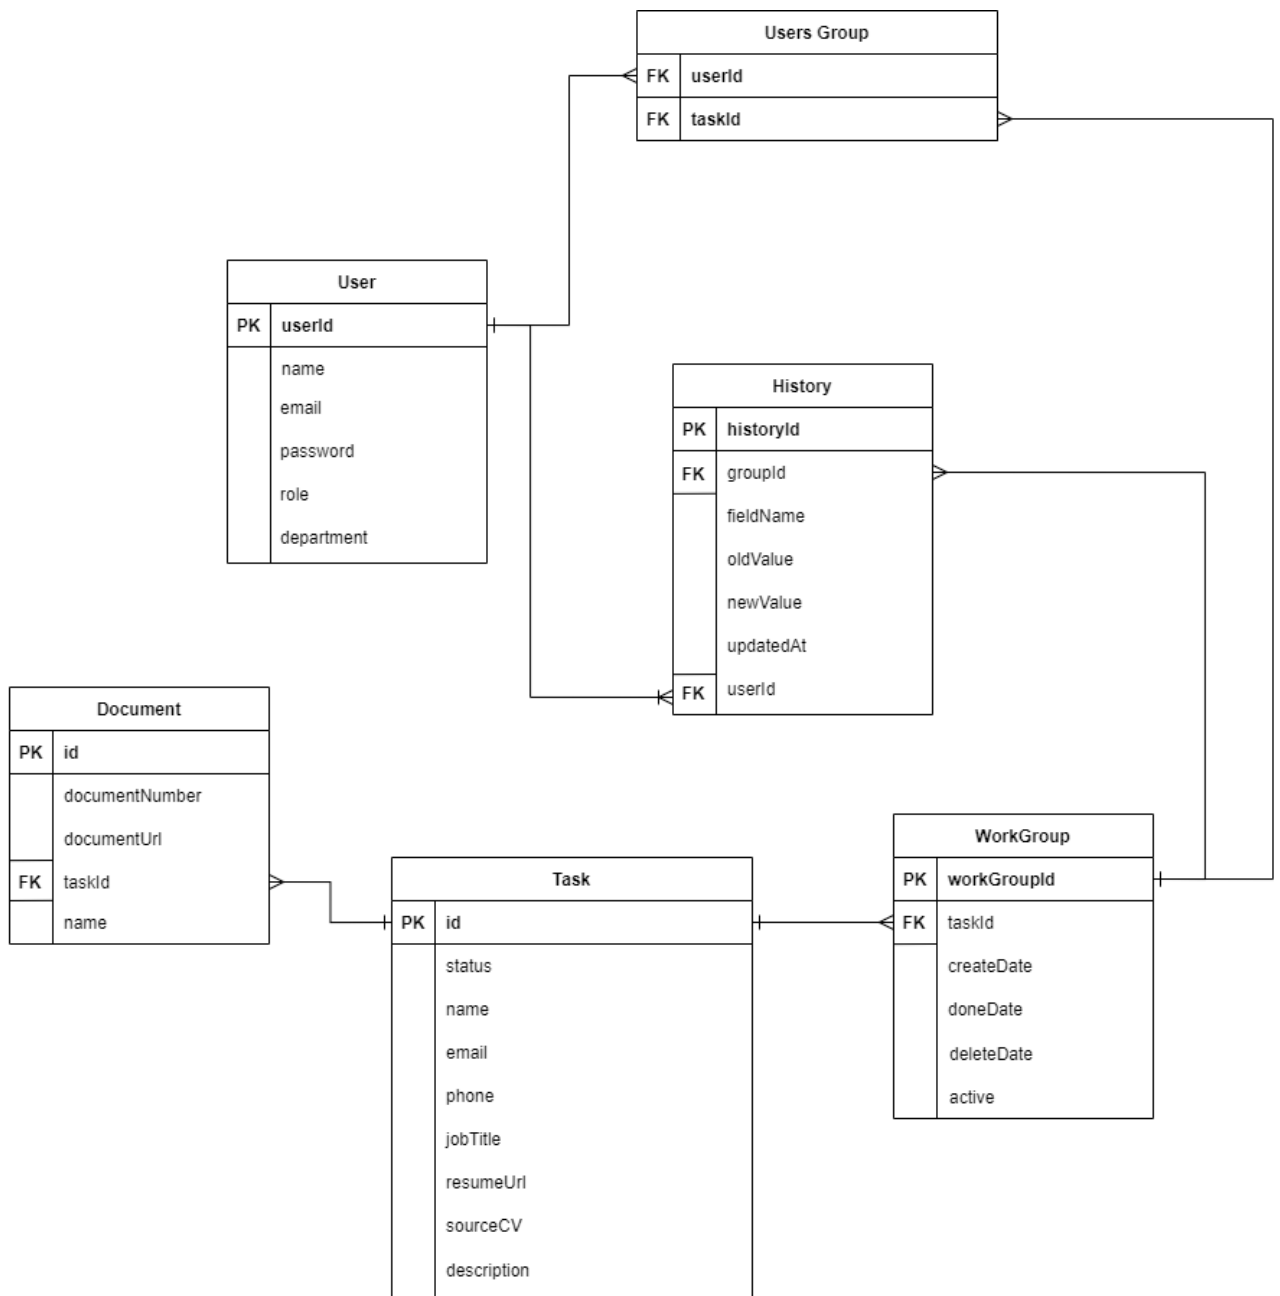 Users Group
FK userId
FK taskId
User
PK userId
name
email
password
role
department
History
PK historyId
FK groupId
fieldName
oldValue
newValue
updatedAt
FK userId
Document
PK id
documentNumber
documentUrl
FK taskId
name
Task
PK id
status
name
email
phone
jobTitle
resumeUrl
sourceCV
description
WorkGroup
PK workGroupId
FK taskId
createDate
doneDate
deleteDate
active